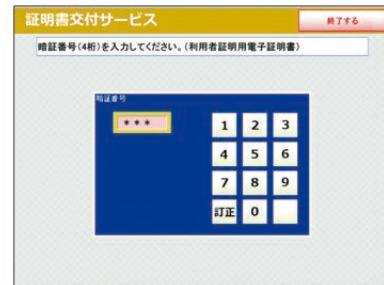 証明書交付サービス
終了する
暗証番号(4桁)を入力してください。(利用者証明用電子証明書)
暗証番号
***
1 2 3
4 5 6
7 8 9
訂正 0